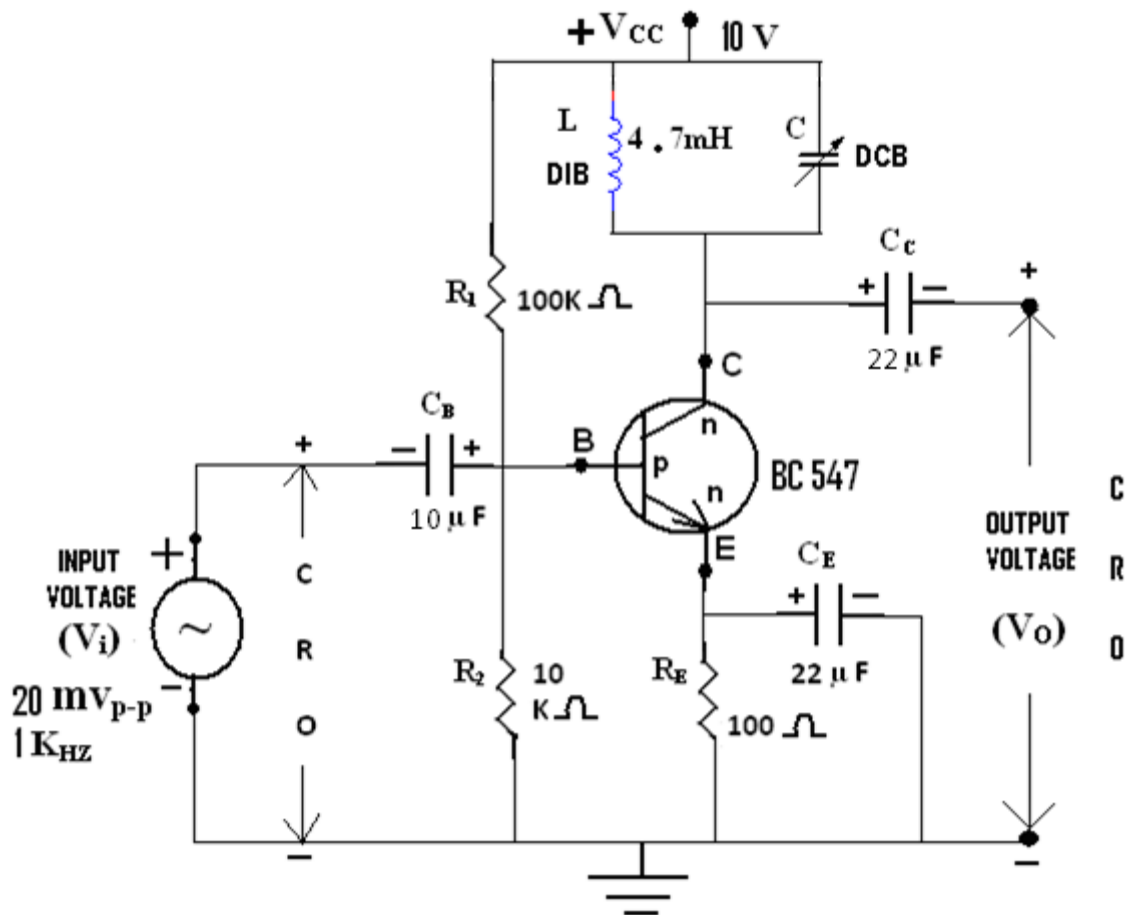 +VCC 10 V
L
4 . 7mH
DIB
C
DCB
R1
100K Ω
CC
+ −
22 μ F
+
C
n
B
p
n
E
BC 547
CB
− +
10 μ F
+
+
INPUT
VOLTAGE
(Vi)
−
20 mvp-p
1 KHZ
C
R
O
−
R2
10
K Ω
RE
100 Ω
CE
+ −
22 μ F
OUTPUT
VOLTAGE
(VO)
C
R
O
−